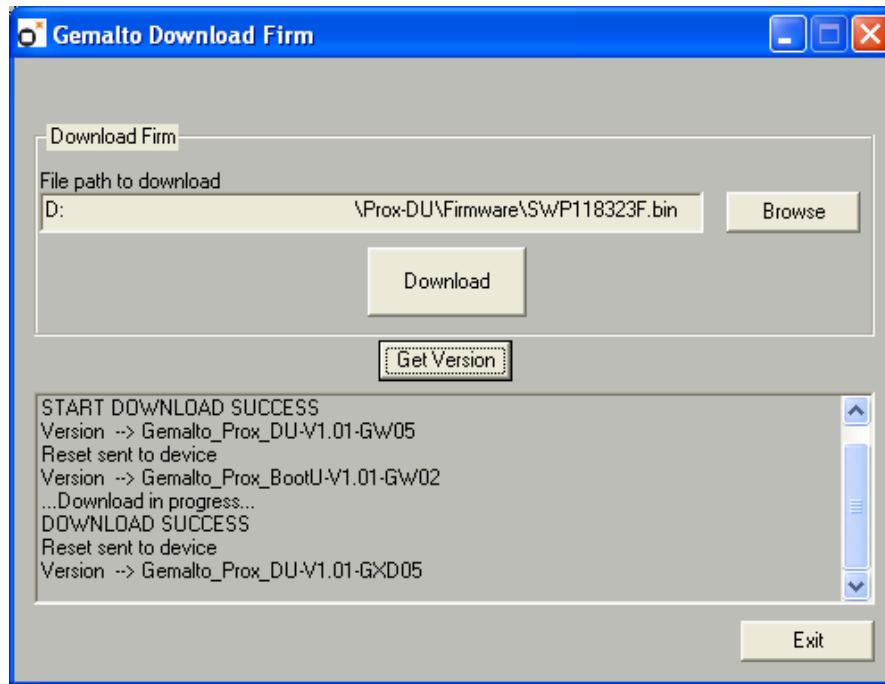 Gemalto Download Firm
Download Firm
File path to download
D: \Prox-DU\Firmware\SWP118323F.bin
Browse
Download
Get Version
START DOWNLOAD SUCCESS
Version --> Gemalto_Prox_DU-V1.01-GW05
Reset sent to device
Version --> Gemalto_Prox_BootU-V1.01-GW02
...Download in progress...
DOWNLOAD SUCCESS
Reset sent to device
Version --> Gemalto_Prox_DU-V1.01-GXD05
Exit